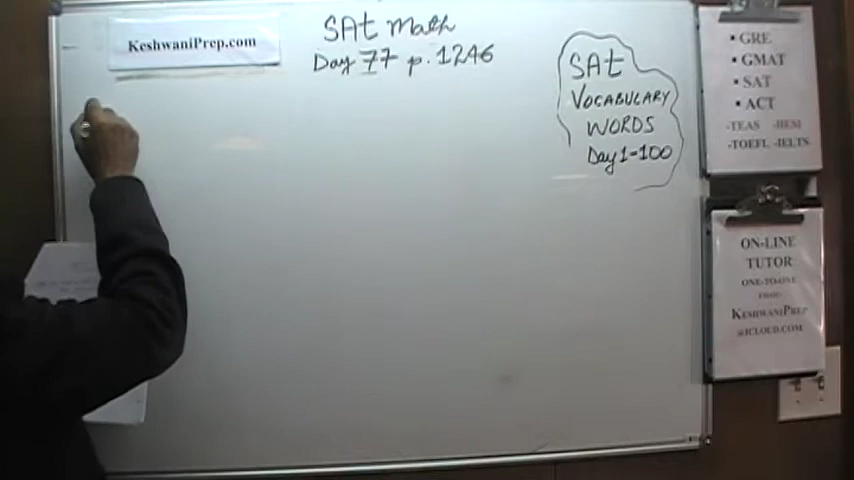 KeshwaniPrep.com
SAt Math
Day 77 p. 1246
SAt
VOCABULARY
WORDS
Day 1-100
• GRE
• GMAT
• SAT
• ACT
-TEAS -HESI
-TOEFL -IELTS
ON-LINE
TUTOR
ONE-TO-ONE
KESHWANIPREP
@ICLOUD.COM